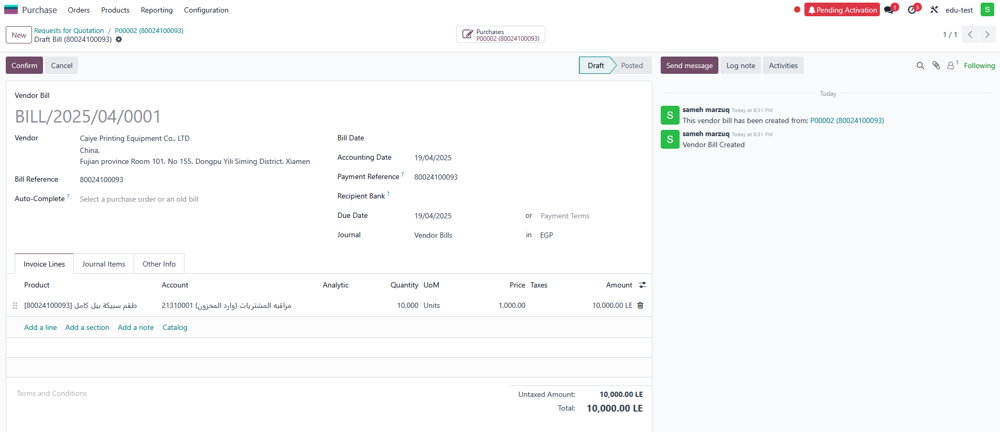 Purchase Orders Products Reporting Configuration Pending Activation 1 3 edu-test S
New Requests for Quotation / P00002 (80024100093)
Draft Bill (80024100093)
Purchases
P00002 (80024100093)
1 / 1
Confirm Cancel Draft Posted Send message Log note Activities 1 Following
Vendor Bill
BILL/2025/04/0001
Vendor Caiye Printing Equipment Co., LTD
China,
Fujian province Room 101، No 155، Dongpu Yili Siming District، Xiamen
Bill Reference 80024100093
Auto-Complete ? Select a purchase order or an old bill
Bill Date
Accounting Date 19/04/2025
Payment Reference ? 80024100093
Recipient Bank ?
Due Date 19/04/2025 or Payment Terms
Journal Vendor Bills in EGP
Invoice Lines Journal Items Other Info
Product Account Analytic Quantity UoM Price Taxes Amount
[80024100093] طقم سبيكة بيل كامل 21310001 مراقبه المشتريات (وارد المخزون) 10.000 Units 1,000.00 10,000.00 LE
Add a line Add a section Add a note Catalog
Terms and Conditions
Untaxed Amount: 10,000.00 LE
Total: 10,000.00 LE
Today
S sameh marzuq Today at 8:31 PM
This vendor bill has been created from: P00002 (80024100093)
S sameh marzuq Today at 8:31 PM
Vendor Bill Created